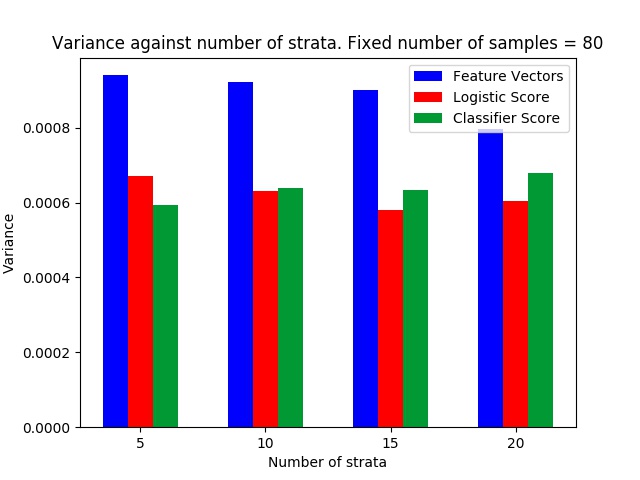 Variance against number of strata. Fixed number of samples = 80
Feature Vectors
Logistic Score
Classifier Score
0.0008
0.0006
0.0004
0.0002
0.0000
Variance
5 10 15 20
Number of strata